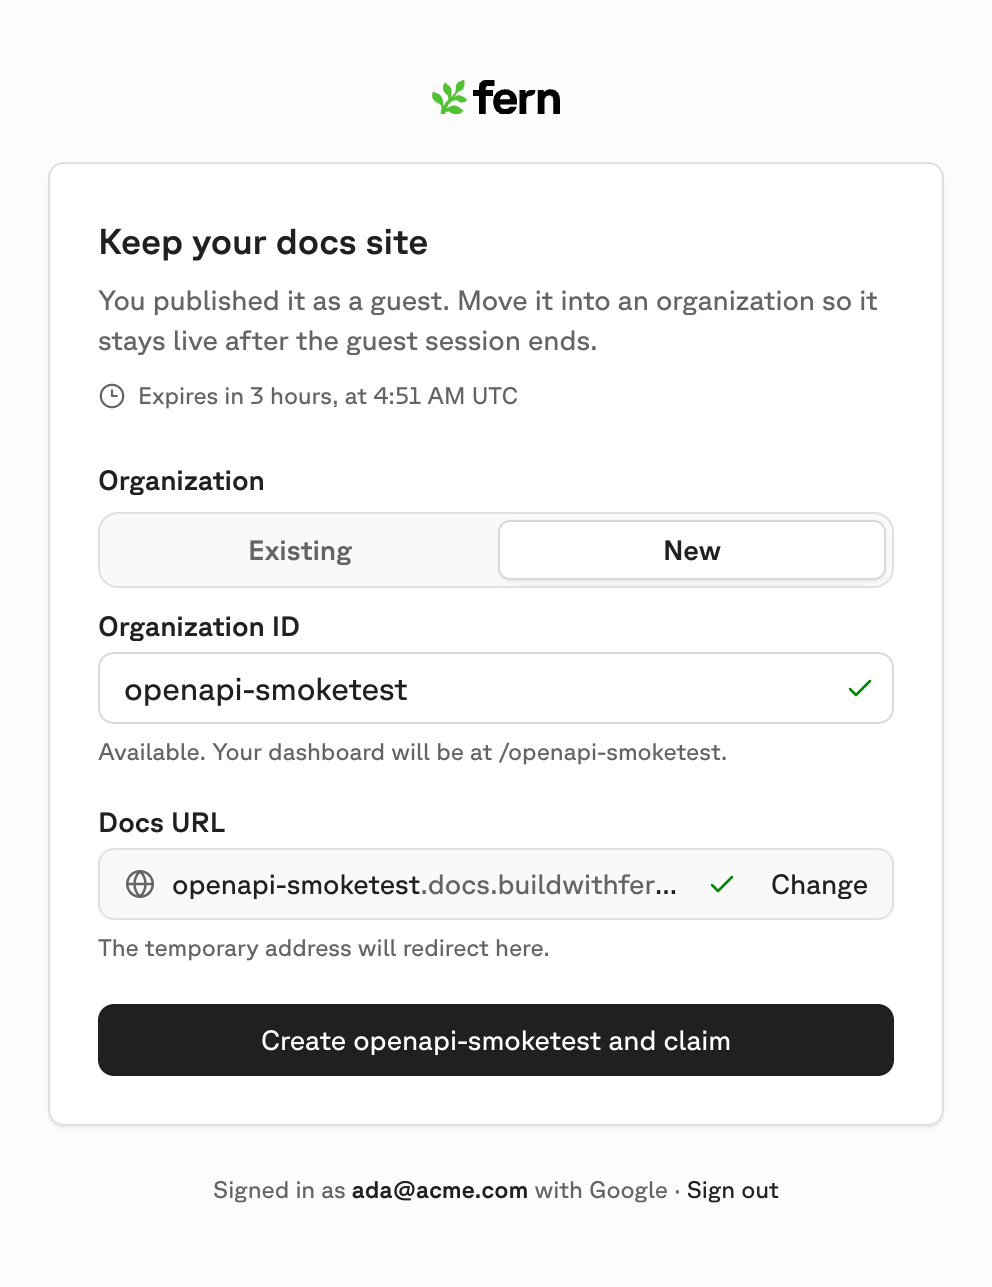 fern
Keep your docs site
You published it as a guest. Move it into an organization so it
stays live after the guest session ends.
Expires in 3 hours, at 4:51 AM UTC
Organization
Existing
New
Organization ID
openapi-smoketest
Available. Your dashboard will be at /openapi-smoketest.
Docs URL
openapi-smoketest.docs.buildwithfer...
Change
The temporary address will redirect here.
Create openapi-smoketest and claim
Signed in as ada@acme.com with Google · Sign out